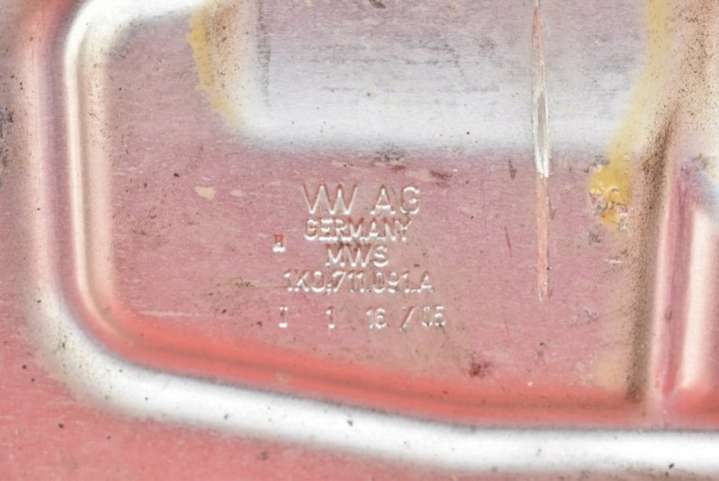 VW AG
GERMANY
MWS
1K0.711.091.A
1 16 / 05